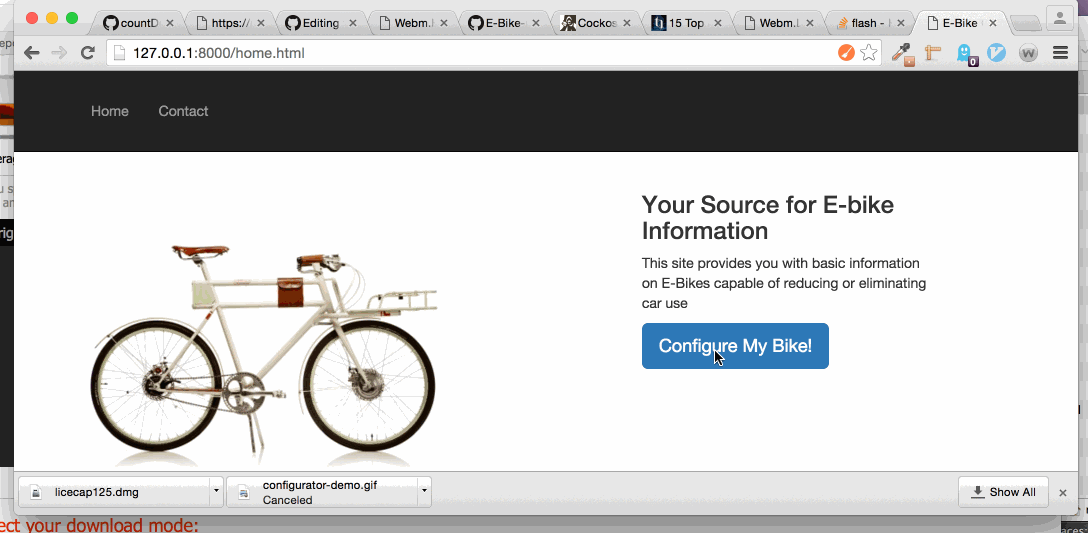 countD
https://
Editing
Webm.
E-Bike-
Cockos
15 Top
Webm.
flash -
E-Bike
127.0.0.1:8000/home.html
0
W
Home
Contact
Your Source for E-bike
Information
This site provides you with basic information
on E-Bikes capable of reducing or eliminating
car use
Configure My Bike!
licecap125.dmg
configurator-demo.gif
Canceled
Show All
ect your download mode: